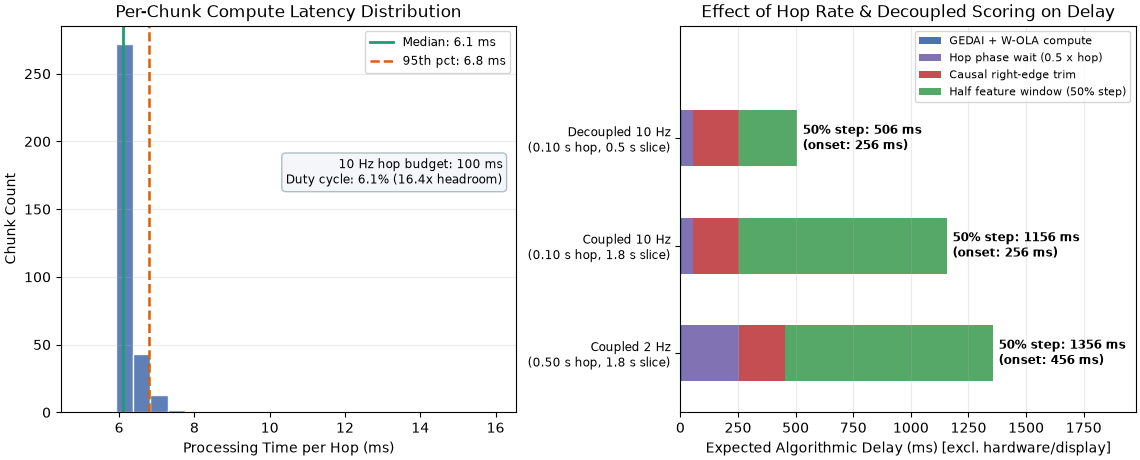 Per-Chunk Compute Latency Distribution
Chunk Count
250
200
150
100
50
0
Median: 6.1 ms
95th pct: 6.8 ms
10 Hz hop budget: 100 ms
Duty cycle: 6.1% (16.4x headroom)
6
8
10
12
14
16
Processing Time per Hop (ms)
Effect of Hop Rate & Decoupled Scoring on Delay
GEDAI + W-OLA compute
Hop phase wait (0.5 x hop)
Causal right-edge trim
Half feature window (50% step)
Decoupled 10 Hz
(0.10 s hop, 0.5 s slice)
50% step: 506 ms
(onset: 256 ms)
Coupled 10 Hz
(0.10 s hop, 1.8 s slice)
50% step: 1156 ms
(onset: 256 ms)
Coupled 2 Hz
(0.50 s hop, 1.8 s slice)
50% step: 1356 ms
(onset: 456 ms)
0
250
500
750
1000
1250
1500
1750
Expected Algorithmic Delay (ms) [excl. hardware/display]